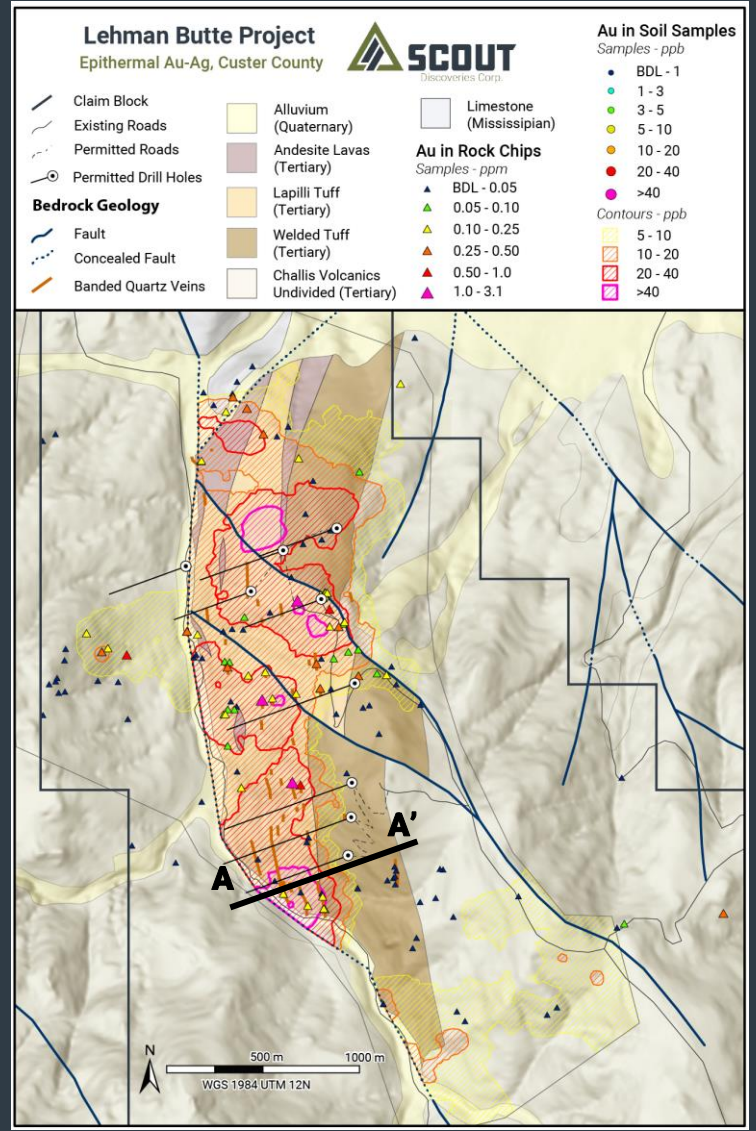 Lehman Butte Project
Epithermal Au-Ag, Custer County
SCOUT
Discoveries Corp.
Claim Block
Existing Roads
Permitted Roads
Permitted Drill Holes
Bedrock Geology
Fault
Concealed Fault
Banded Quartz Veins
Alluvium
(Quaternary)
Andesite Lavas
(Tertiary)
Lapilli Tuff
(Tertiary)
Welded Tuff
(Tertiary)
Challis Volcanics
Undivided (Tertiary)
Limestone
(Mississipian)
Au in Rock Chips
Samples - ppm
BDL - 0.05
0.05 - 0.10
0.10 - 0.25
0.25 - 0.50
0.50 - 1.0
1.0 - 3.1
Au in Soil Samples
Samples - ppb
BDL - 1
1 - 3
3 - 5
5 - 10
10 - 20
20 - 40
>40
Contours - ppb
5 - 10
10 - 20
20 - 40
>40
A'
A
N
500 m
1000 m
WGS 1984 UTM 12N